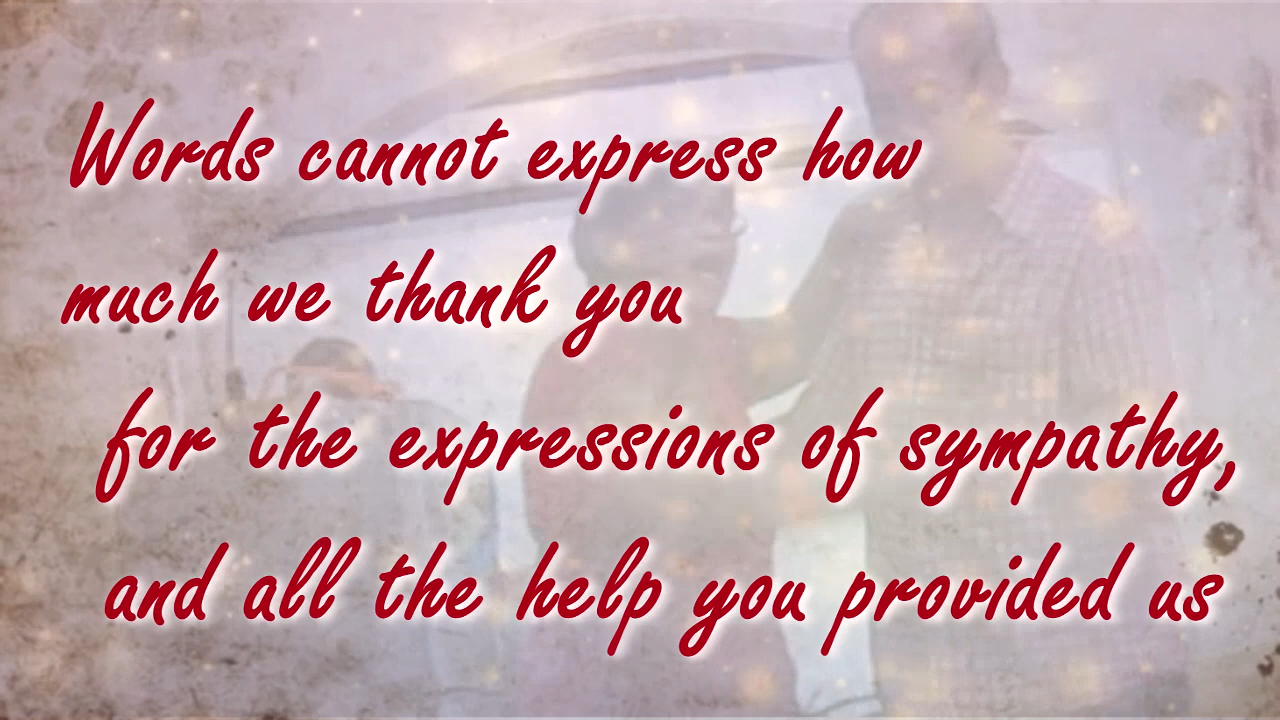 Words cannot express how
much we thank you
for the expressions of sympathy,
and all the help you provided us